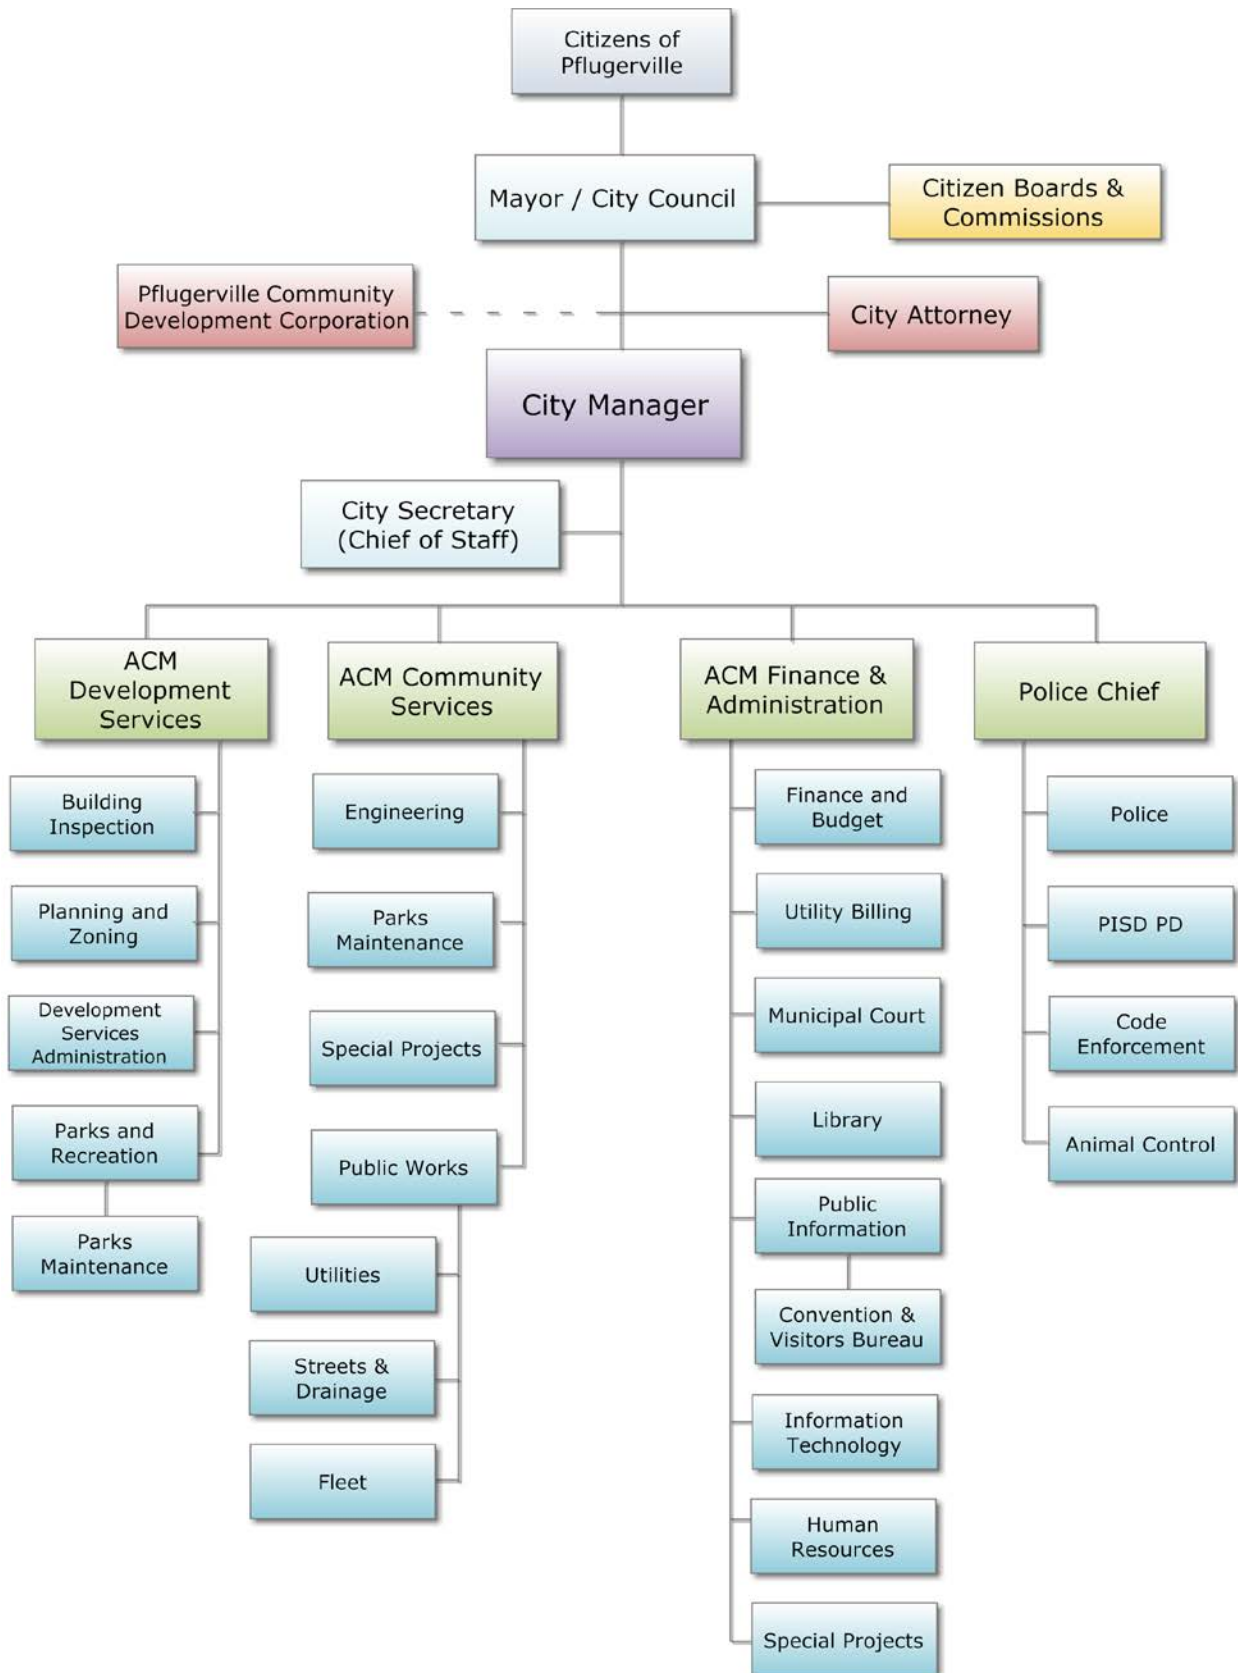 Citizens of
Pflugerville
Mayor / City Council
Citizen Boards &
Commissions
Pflugerville Community
Development Corporation
City Attorney
City Manager
City Secretary
(Chief of Staff)
ACM
Development
Services
ACM Community
Services
ACM Finance &
Administration
Police Chief
Building
Inspection
Planning and
Zoning
Development
Services
Administration
Parks and
Recreation
Parks
Maintenance
Engineering
Parks
Maintenance
Special Projects
Public Works
Utilities
Streets &
Drainage
Fleet
Finance and
Budget
Utility Billing
Municipal Court
Library
Public
Information
Convention &
Visitors Bureau
Information
Technology
Human
Resources
Special Projects
Police
PISD PD
Code
Enforcement
Animal Control